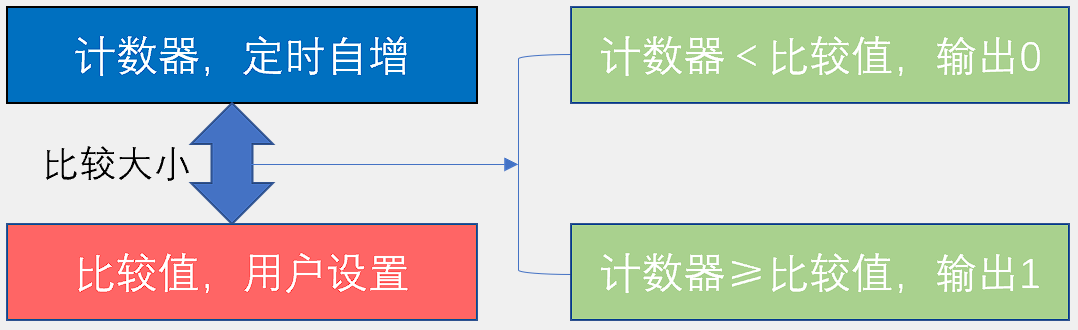 计数器，定时自增
计数器＜比较值，输出0
比较大小
比较值，用户设置
计数器≥比较值，输出1